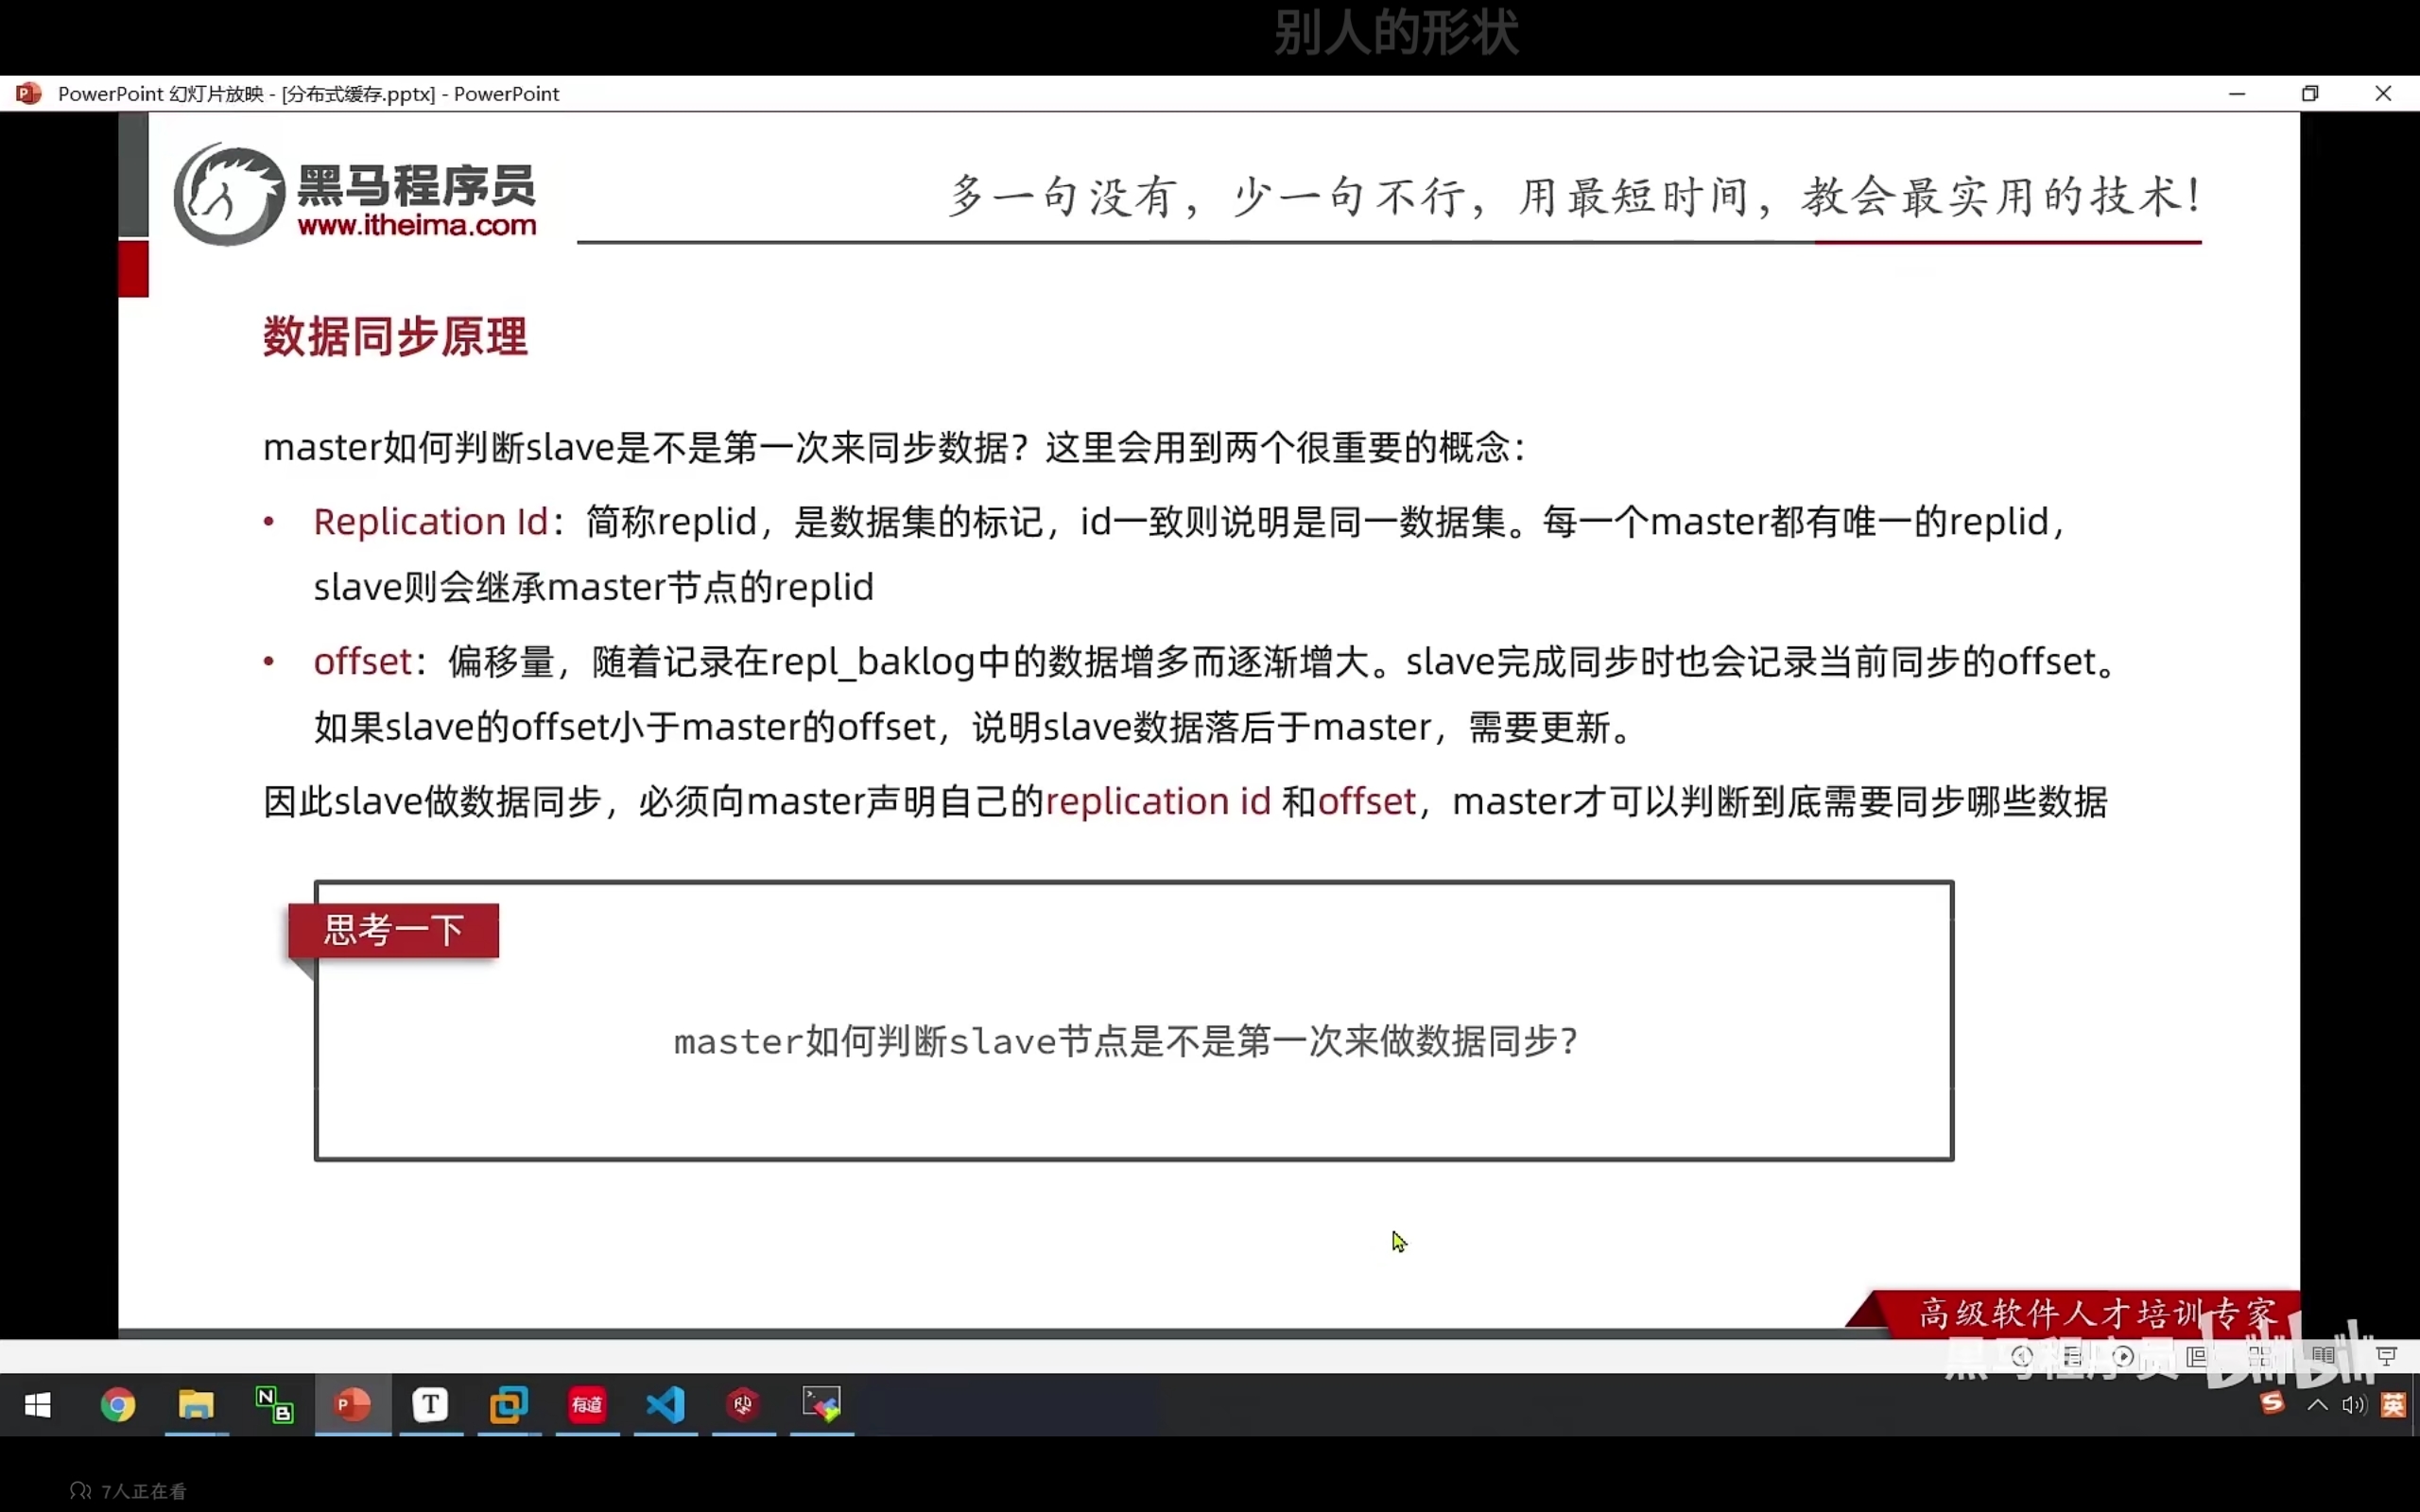 别人的形状
PowerPoint 幻灯片放映 - [分布式缓存.pptx] - PowerPoint
黑马程序员
www.itheima.com
多一句没有，少一句不行，用最短时间，教会最实用的技术！
数据同步原理
master如何判断slave是不是第一次来同步数据？这里会用到两个很重要的概念：
• Replication Id：简称replid，是数据集的标记，id一致则说明是同一数据集。每一个master都有唯一的replid，
slave则会继承master节点的replid
• offset：偏移量，随着记录在repl_baklog中的数据增多而逐渐增大。slave完成同步时也会记录当前同步的offset。
如果slave的offset小于master的offset，说明slave数据落后于master，需要更新。
因此slave做数据同步，必须向master声明自己的replication id 和offset，master才可以判断到底需要同步哪些数据
思考一下
master如何判断slave节点是不是第一次来做数据同步？
高级软件人才培训专家
黑马程序员 bilibili
N
B
P
T
有道
RD
S
英
7人正在看